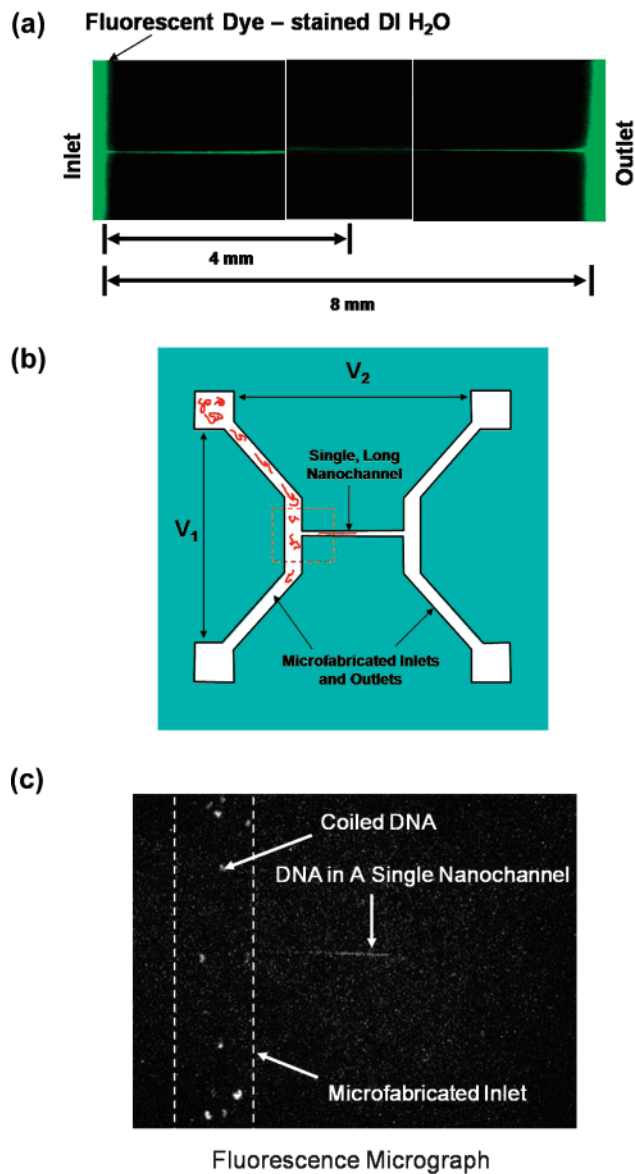 (a)
Fluorescent Dye – stained DI H₂O
Inlet
Outlet
4 mm
8 mm
(b)
V₂
Single, Long
Nanochannel
V₁
Microfabricated Inlets
and Outlets
(c)
Coiled DNA
DNA in A Single Nanochannel
Microfabricated Inlet
Fluorescence Micrograph